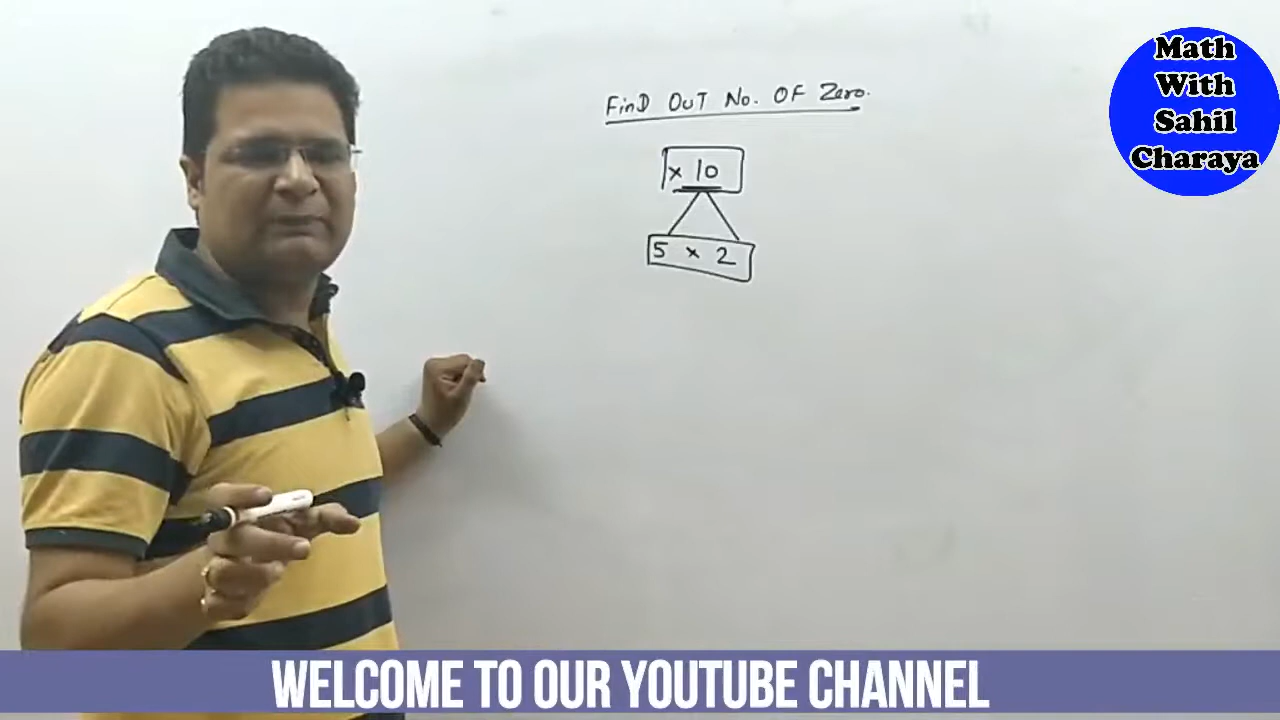 FinD OuT No. OF Zero.
x 10
5 x 2
Math
With
Sahil
Charaya
WELCOME TO OUR YOUTUBE CHANNEL